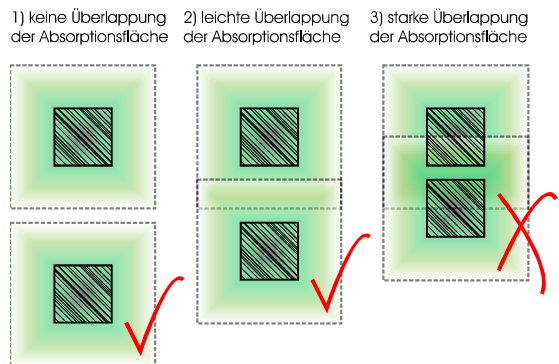 1) keine Überlappung
der Absorptionsfläche
2) leichte Überlappung
der Absorptionsfläche
3) starke Überlappung
der Absorptionsfläche